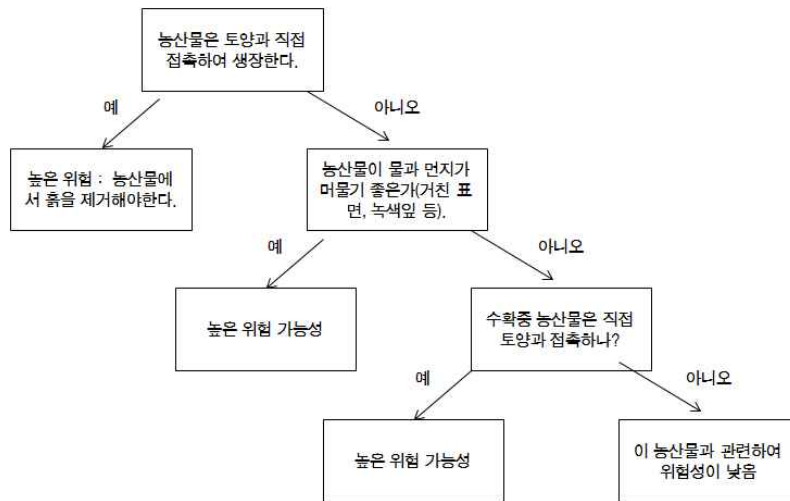 농산물은 토양과 직접
접촉하여 생장한다.
예
아니오
높은 위험 : 농산물에
서 흙을 제거해야한다.
농산물이 물과 먼지가
머물기 좋은가(거친 표
면, 녹색잎 등).
예
아니오
높은 위험 가능성
수확중 농산물은 직접
토양과 접촉하나?
예
아니오
높은 위험 가능성
이 농산물과 관련하여
위험성이 낮음